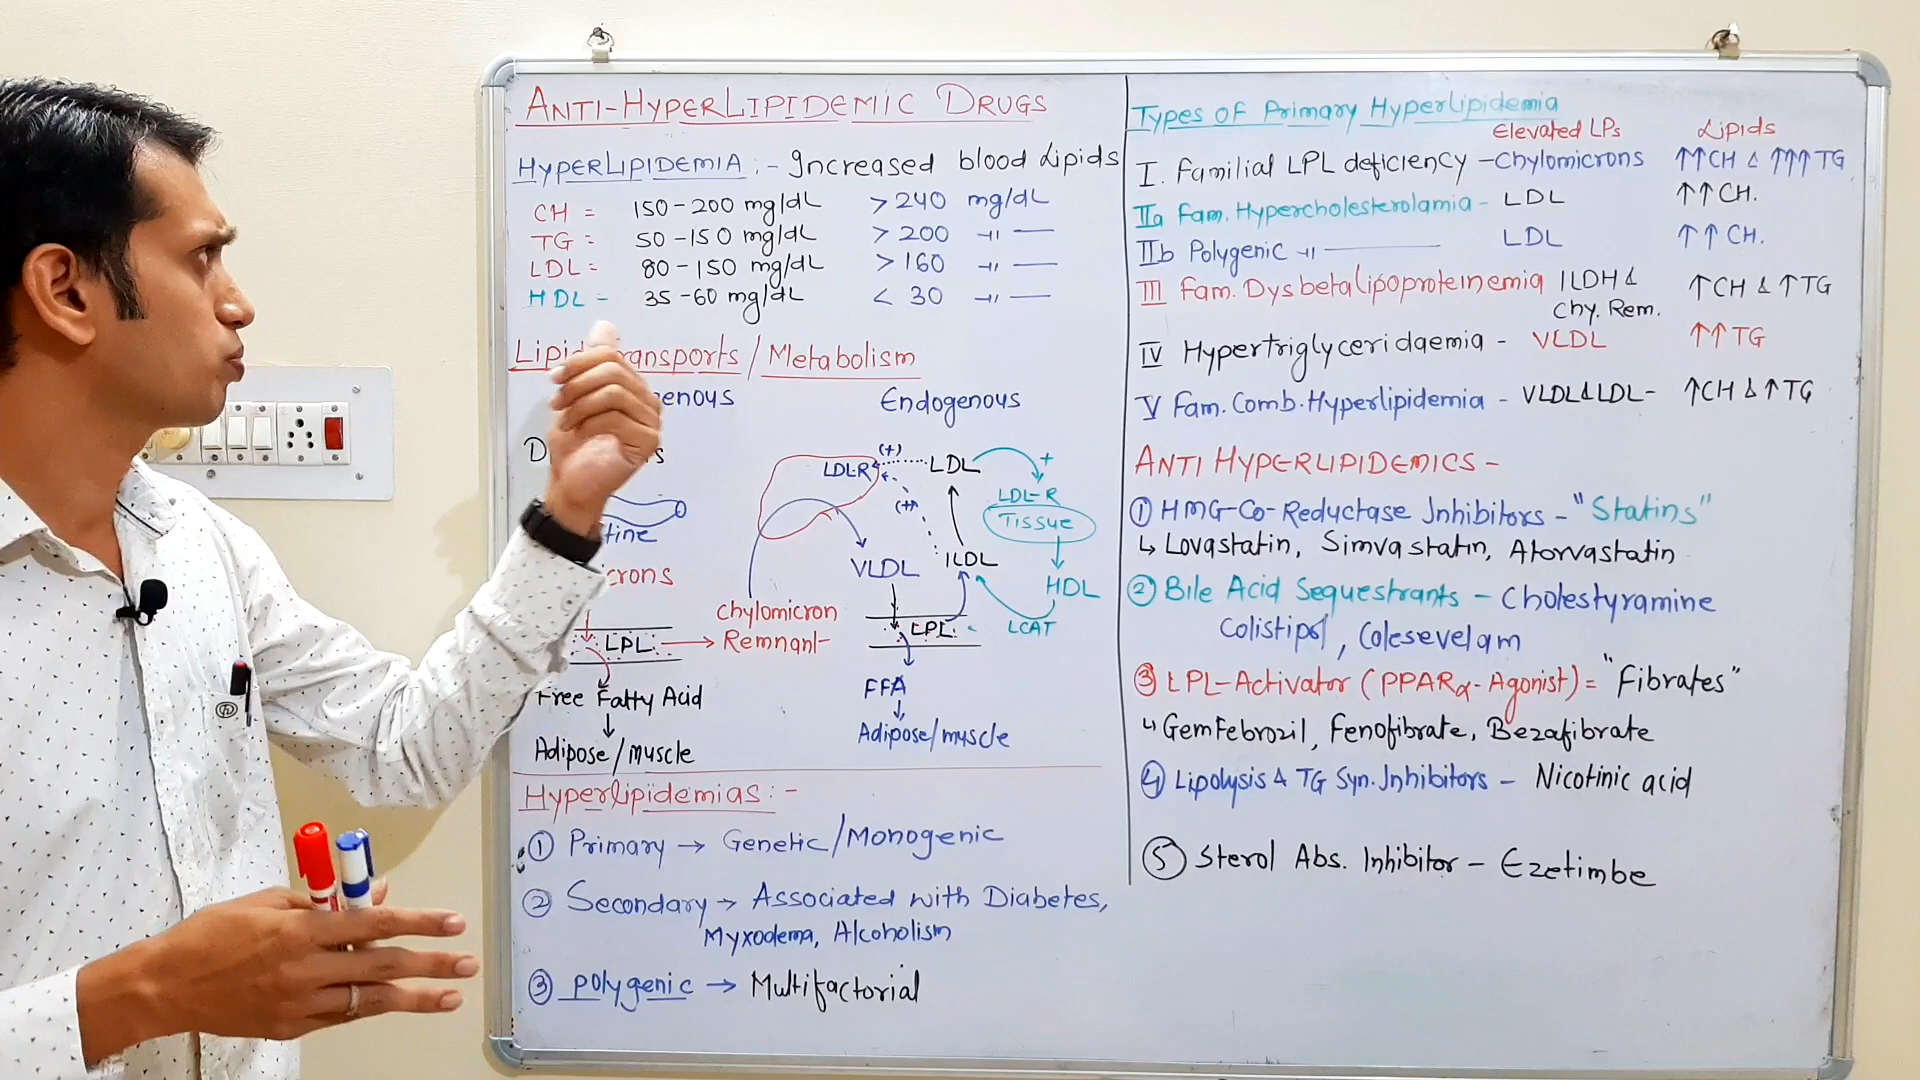 ANTI-HYPERLIPIDEMIC DRUGS
HYPERLIPIDEMIA :- Increased blood Lipids
CH = 150-200 mg/dL > 240 mg/dL
TG = 50-150 mg/dL > 200 -11-
LDL = 80-150 mg/dL > 160 -11-
HDL = 35-60 mg/dL < 30 -11-
Metabolism
Endogenous
LDLR (+) LDL +
LDL-R
(+)
Tissue
VLDL ILDL
HDL
Chylomicron
Remnant
LPL
LPL
LCAT
Free Fatty Acid
Adipose/muscle
FFA
Adipose/muscle
Hyperlipidemias :-
① Primary → Genetic/Monogenic
② Secondary → Associated with Diabetes,
Myxodema, Alcoholism
③ polygenic → Multifactorial
Types of Primary Hyperlipidemia
Elevated LPs Lipids
I. Familial LPL deficiency - Chylomicrons ↑↑CH & ↑↑↑TG
IIa Fam. Hypercholesterolamia - LDL ↑↑CH.
IIb Polygenic -11- LDL ↑↑CH.
III Fam. Dysbetalipoproteinemia ILDH & Chy. Rem. ↑CH & ↑TG
IV Hypertriglyceridaemia - VLDL ↑↑TG
V Fam. Comb. Hyperlipidemia - VLDL & LDL - ↑CH & ↑TG
ANTI HYPERLIPIDEMICS -
① HMG-Co-Reductase Inhibitors - "Statins"
↳ Lovastatin, Simvastatin, Atorvastatin
② Bile Acid Sequestrants - Cholestyramine
Colistipol, Colesevelam
③ LPL-Activator (PPARα-Agonist) = "Fibrates"
↳ Gemfebrozil, Fenofibrate, Bezafibrate
④ Lipolysis & TG Syn. Inhibitors - Nicotinic acid
⑤ Sterol Abs. Inhibitor - Ezetimbe